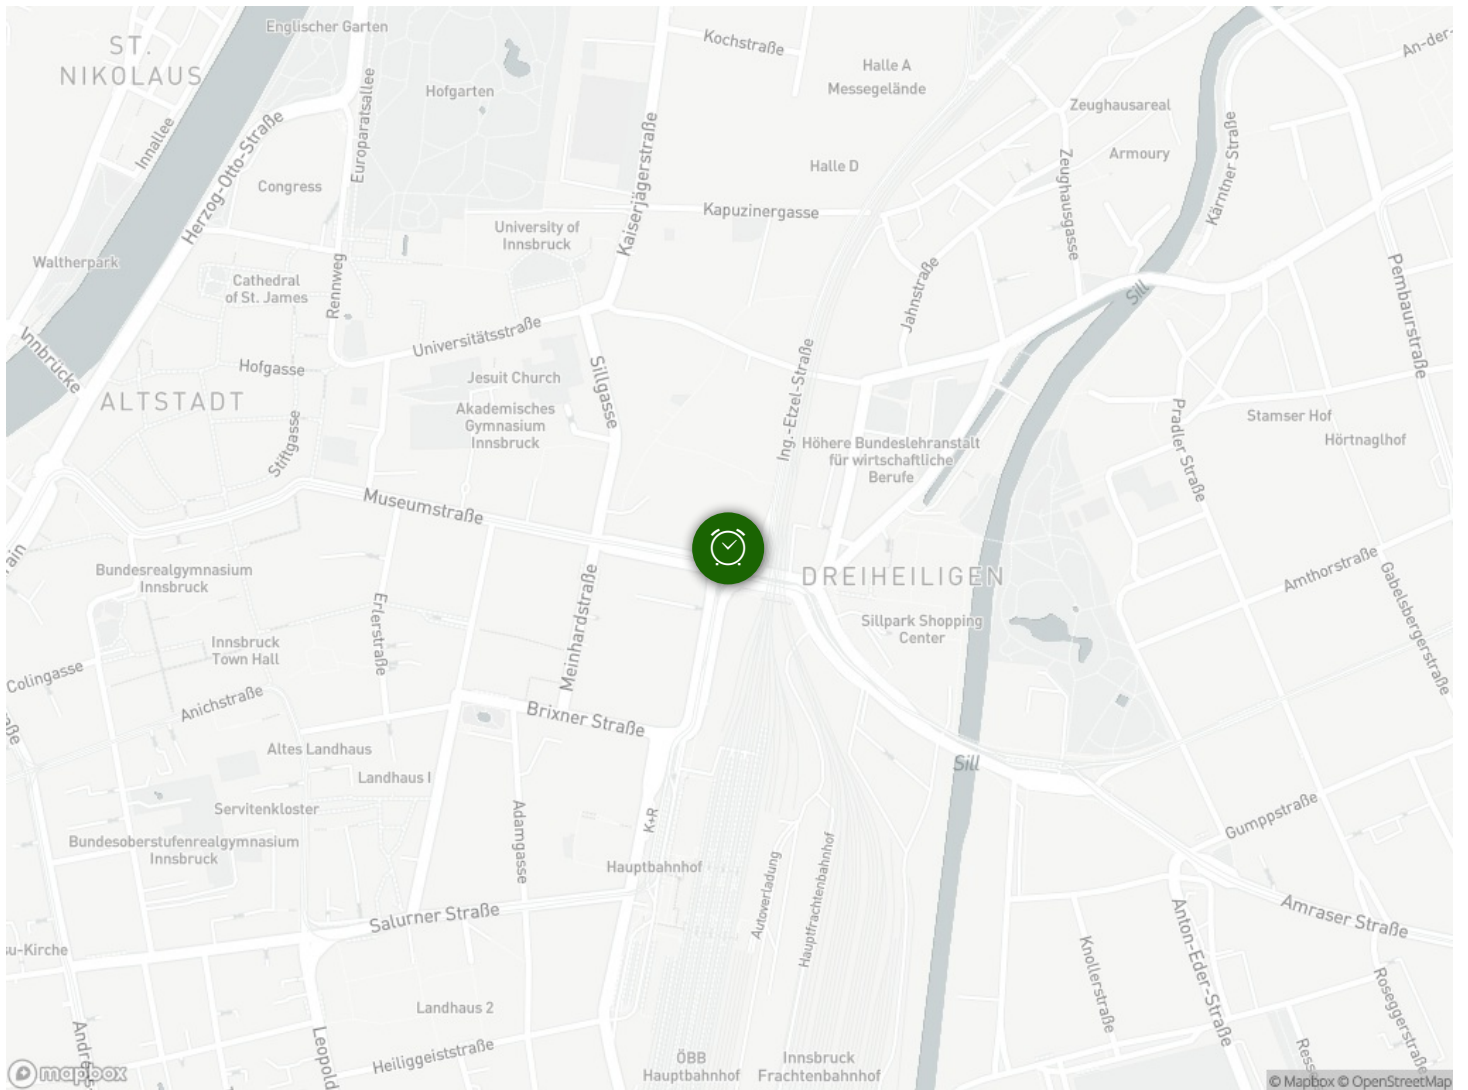 Englischer Garten
ST.
NIKOLAUS
Kochstraße
An-der-
Halle A
Messegelände
Hofgarten
Zeughausareal
Innallee
Europaratsallee
Herzog-Otto-Straße
Kaiserjägerstraße
Halle D
Zeughausgasse
Armoury
Kärntner Straße
Congress
Kapuzinergasse
University of
Innsbruck
Waltherpark
Cathedral
of St. James
Rennweg
Jahnstraße
Sill
Pembaurstraße
Innbrücke
Universitätsstraße
Hofgasse
Jesuit Church
Sillgasse
Ing.-Etzel-Straße
ALTSTADT
Akademisches
Gymnasium
Innsbruck
Stiftgasse
Höhere Bundeslehranstalt
für wirtschaftliche
Berufe
Pradler Straße
Stamser Hof
Hörtnaglhof
Museumstraße
rain
Bundesrealgymnasium
Innsbruck
Erlerstraße
Meinhardstraße
DREIHEILIGEN
Amthorstraße
Gabelsbergerstraße
Sillpark Shopping
Center
Innsbruck
Town Hall
Colingasse
Anichstraße
aße
Brixner Straße
Altes Landhaus
Landhaus I
Sill
Servitenkloster
Bundesoberstufenrealgymnasium
Innsbruck
Adamgasse
K+R
Gumppstraße
Hauptbahnhof
Autoverladung
Hauptfrachtenbahnhof
Salurner Straße
su-Kirche
Amraser Straße
Knollerstraße
Anton-Eder-Straße
Roseggerstraße
Landhaus 2
Andreas-
Leopold
Heiliggeiststraße
ÖBB
Hauptbahnhof
Innsbruck
Frachtenbahnhof
mapbox
© Mapbox © OpenStreetMap